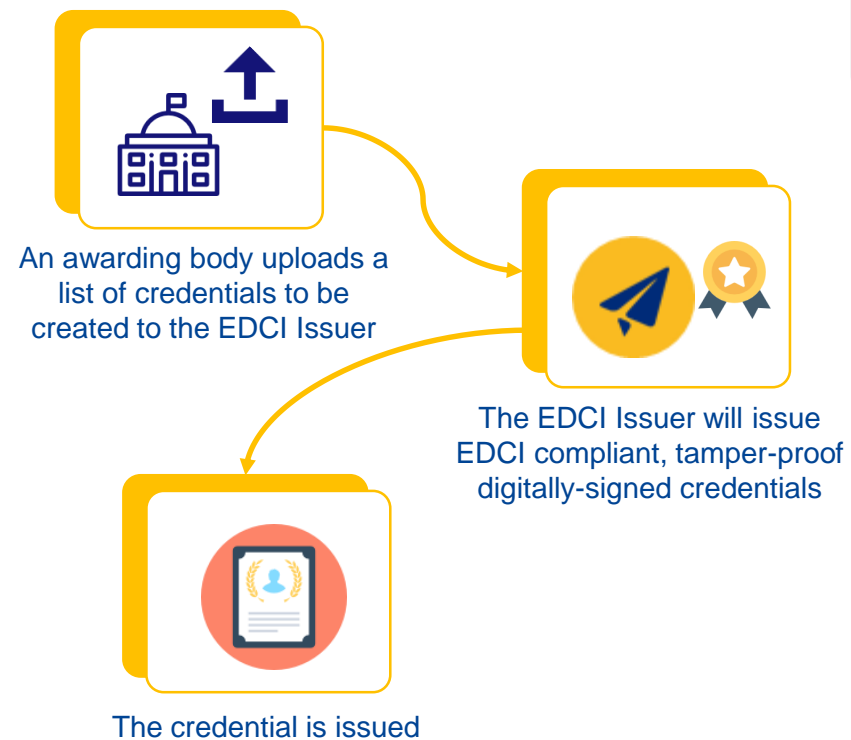 An awarding body uploads a
list of credentials to be
created to the EDCI Issuer
The EDCI Issuer will issue
EDCI compliant, tamper-proof
digitally-signed credentials
The credential is issued